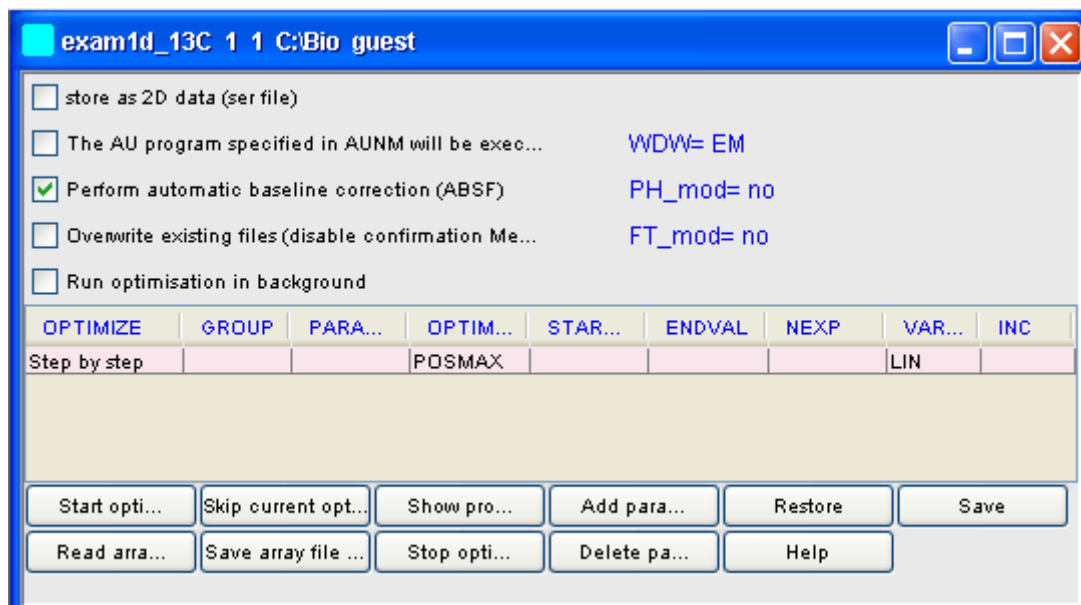 exam1d_13C 1 1 C:\Bio guest
store as 2D data (ser file)
The AU program specified in AUNM will be exec... WDW= EM
Perform automatic baseline correction (ABSF) PH_mod= no
Overwrite existing files (disable confirmation Me... FT_mod= no
Run optimisation in background
OPTIMIZE GROUP PARA... OPTIM... STAR... ENDVAL NEXP VAR... INC
Step by step POSMAX LIN
Start opti... Skip current opt... Show pro... Add para... Restore Save
Read arra... Save array file ... Stop opti... Delete pa... Help